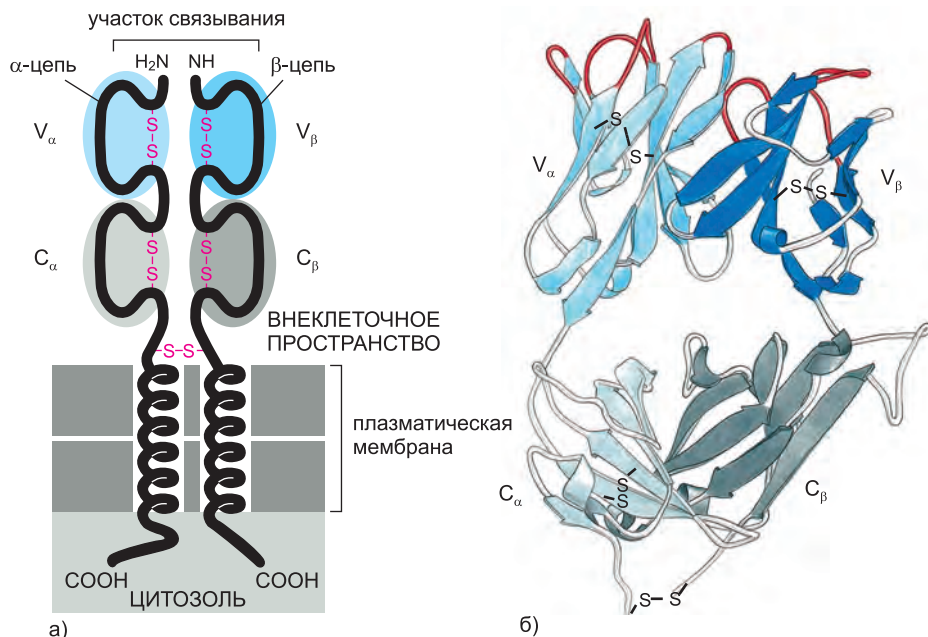 участок связывания
H₂N NH
α-цепь β-цепь
S S
S S
Vα Vβ
S S
S S
Cα Cβ
ВНЕКЛЕТОЧНОЕ
ПРОСТРАНСТВО
S–S
плазматическая
мембрана
COOH COOH
ЦИТОЗОЛЬ
а)
S
S
Vα
S S
Vβ
S
S
Cα
Cβ
S S
б)